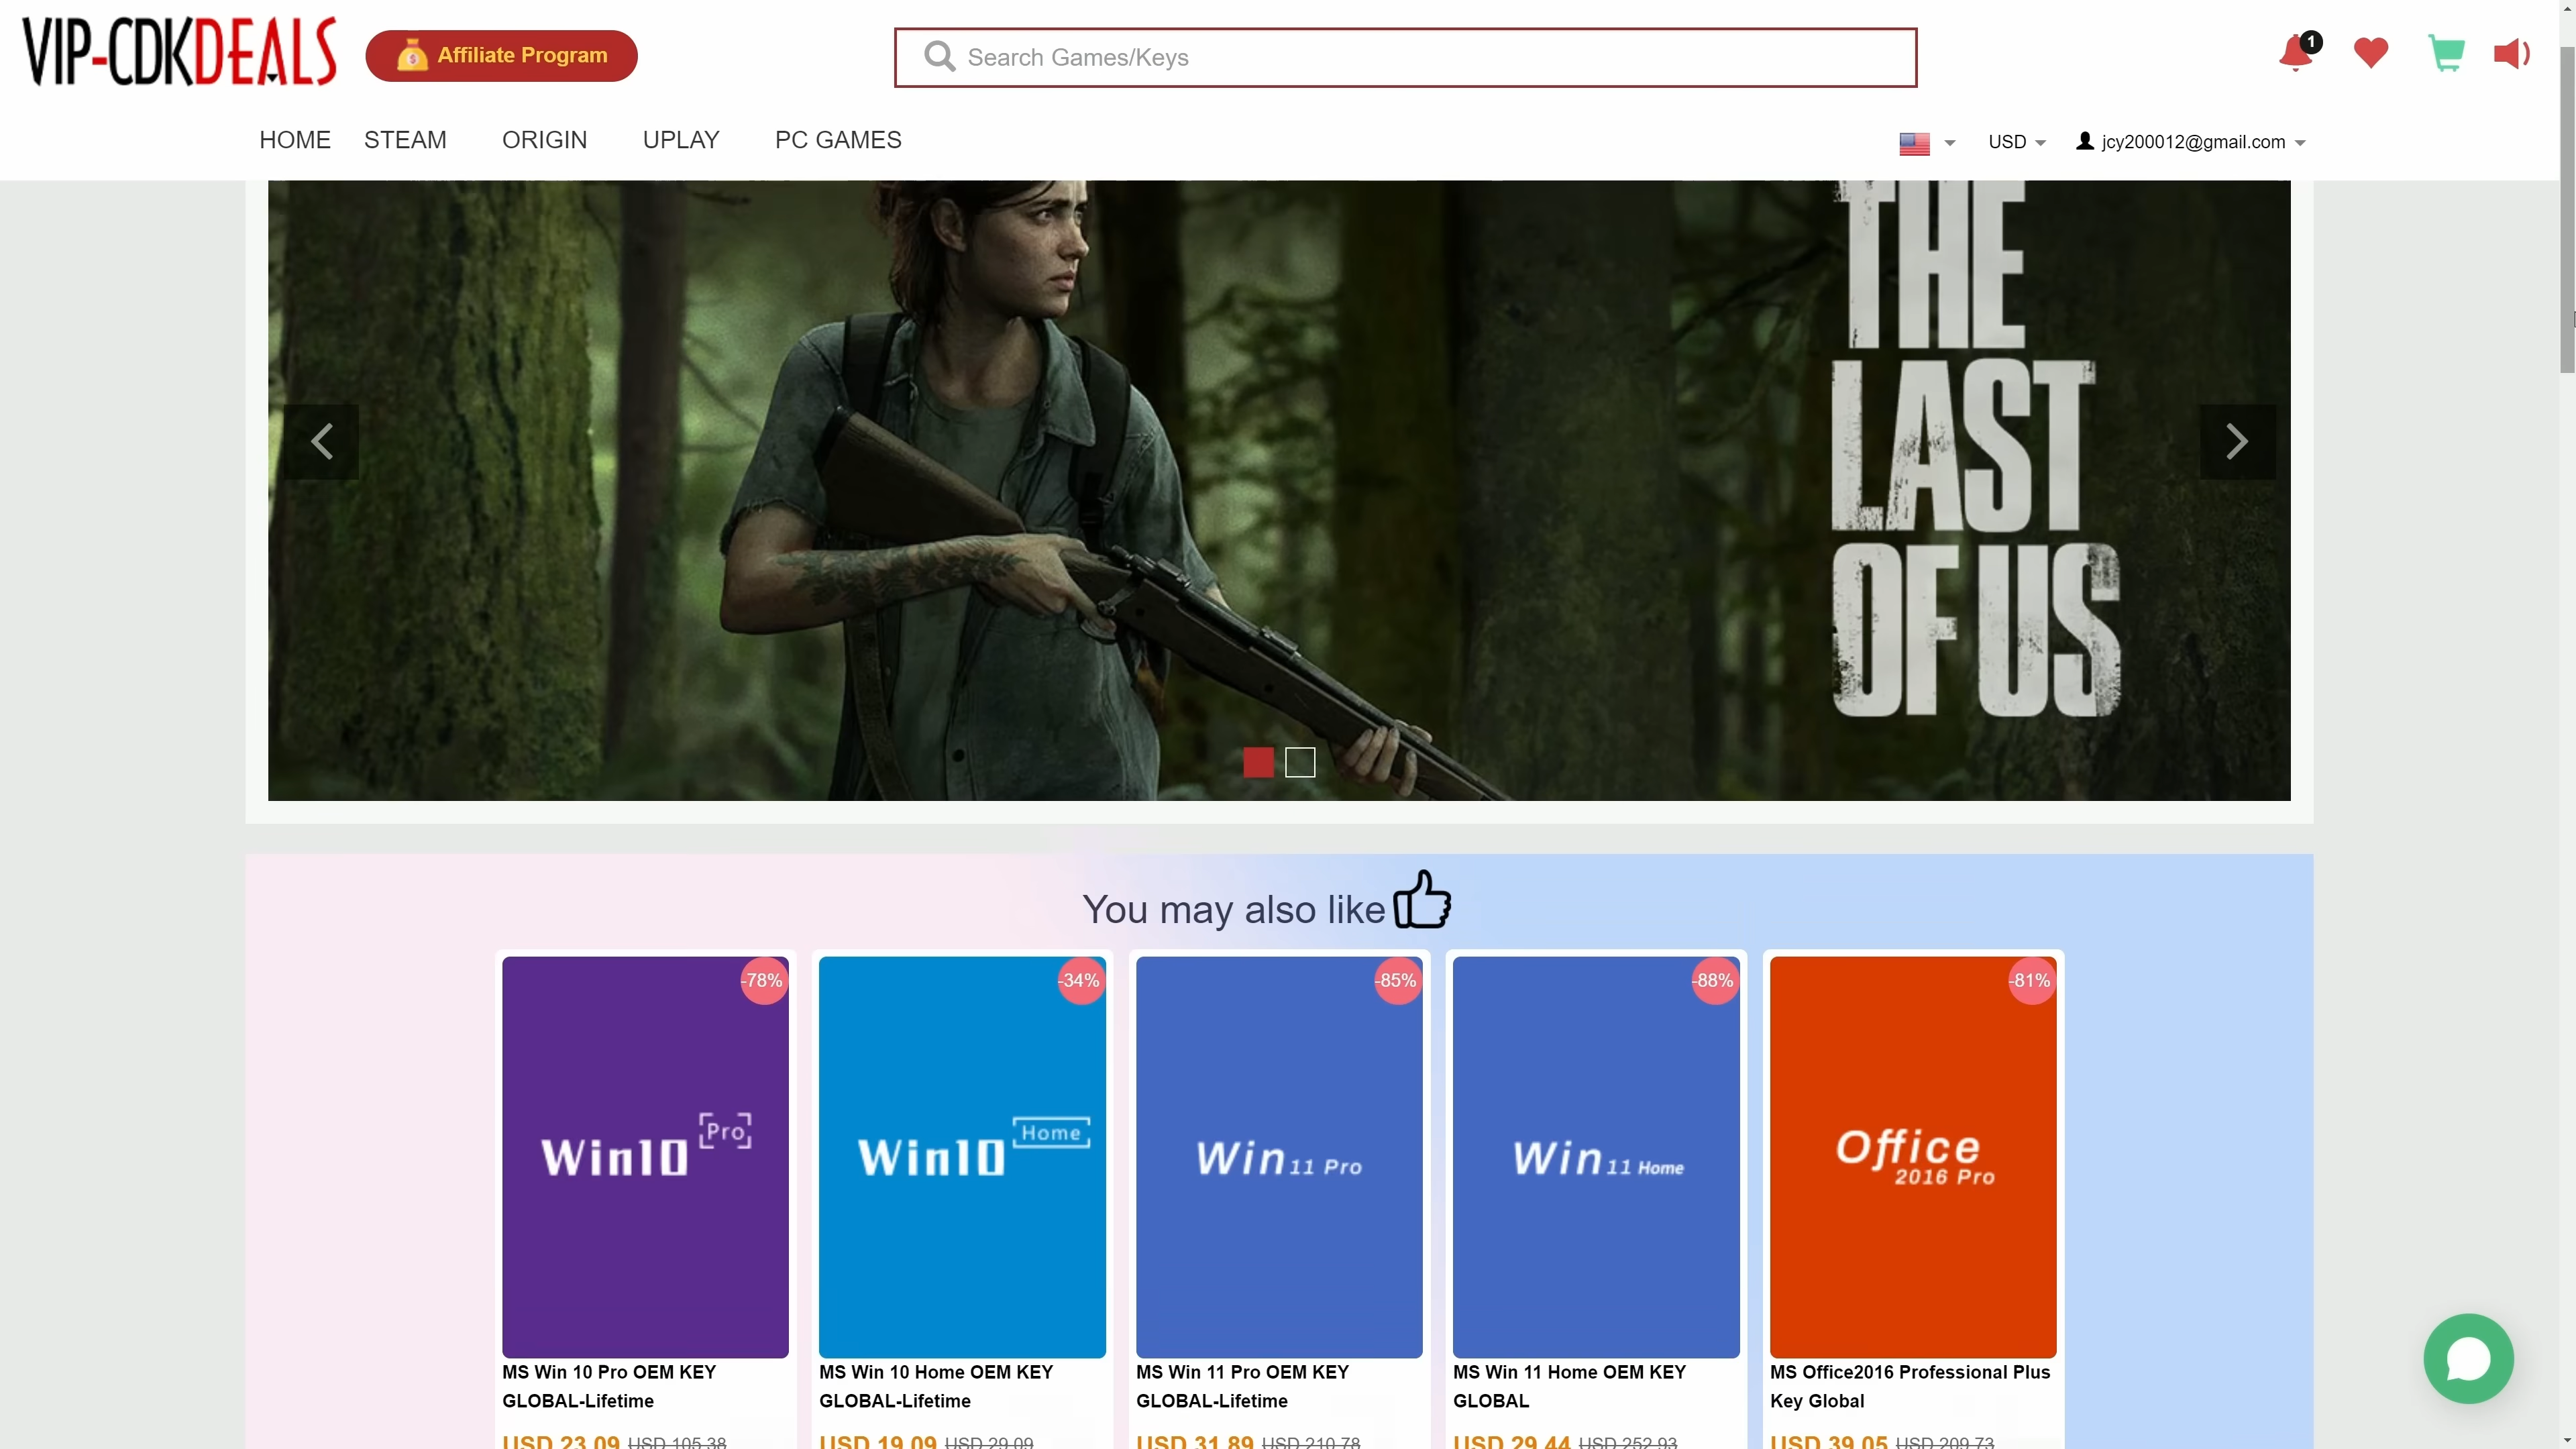 VIP-CDKDEALS
Affiliate Program
Search Games/Keys
1
HOME STEAM ORIGIN UPLAY PC GAMES
USD jcy200012@gmail.com
THE
LAST
OF US
You may also like
-78% -34% -85% -88% -81%
Win10 Pro
Win10 Home
Win 11 Pro
Win 11 Home
Office
2016 Pro
MS Win 10 Pro OEM KEY
GLOBAL-Lifetime
USD 23.09 USD 105.38
MS Win 10 Home OEM KEY
GLOBAL-Lifetime
USD 19.09 USD 29.09
MS Win 11 Pro OEM KEY
GLOBAL-Lifetime
USD 31.89 USD 210.78
MS Win 11 Home OEM KEY
GLOBAL
USD 29.44 USD 252.93
MS Office2016 Professional Plus
Key Global
USD 39.05 USD 209.73